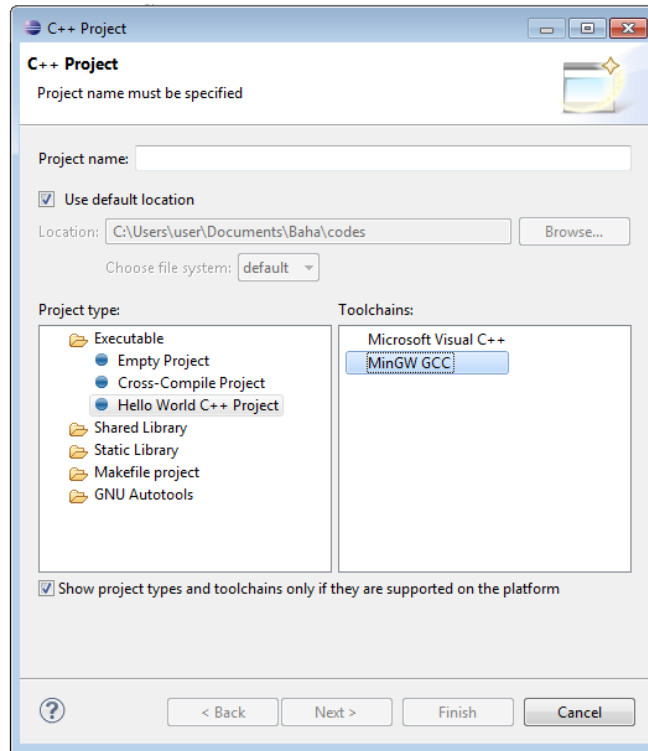 C++ Project
C++ Project
Project name must be specified
Project name:
Use default location
Location: C:\Users\user\Documents\Baha\codes Browse...
Choose file system: default
Project type: Toolchains:
Executable Microsoft Visual C++
Empty Project MinGW GCC
Cross-Compile Project
Hello World C++ Project
Shared Library
Static Library
Makefile project
GNU Autotools
Show project types and toolchains only if they are supported on the platform
? < Back Next > Finish Cancel